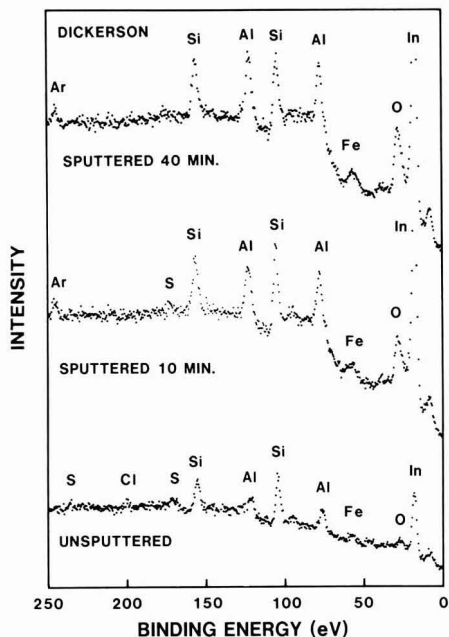 DICKERSON
Ar Si Al Si Al Fe O In
SPUTTERED 40 MIN.
Ar S Si Al Si Al Fe O In
SPUTTERED 10 MIN.
S Cl S Si Al Si Al Fe O In
UNSPUTTERED
INTENSITY
250 200 150 100 50 0
BINDING ENERGY (eV)